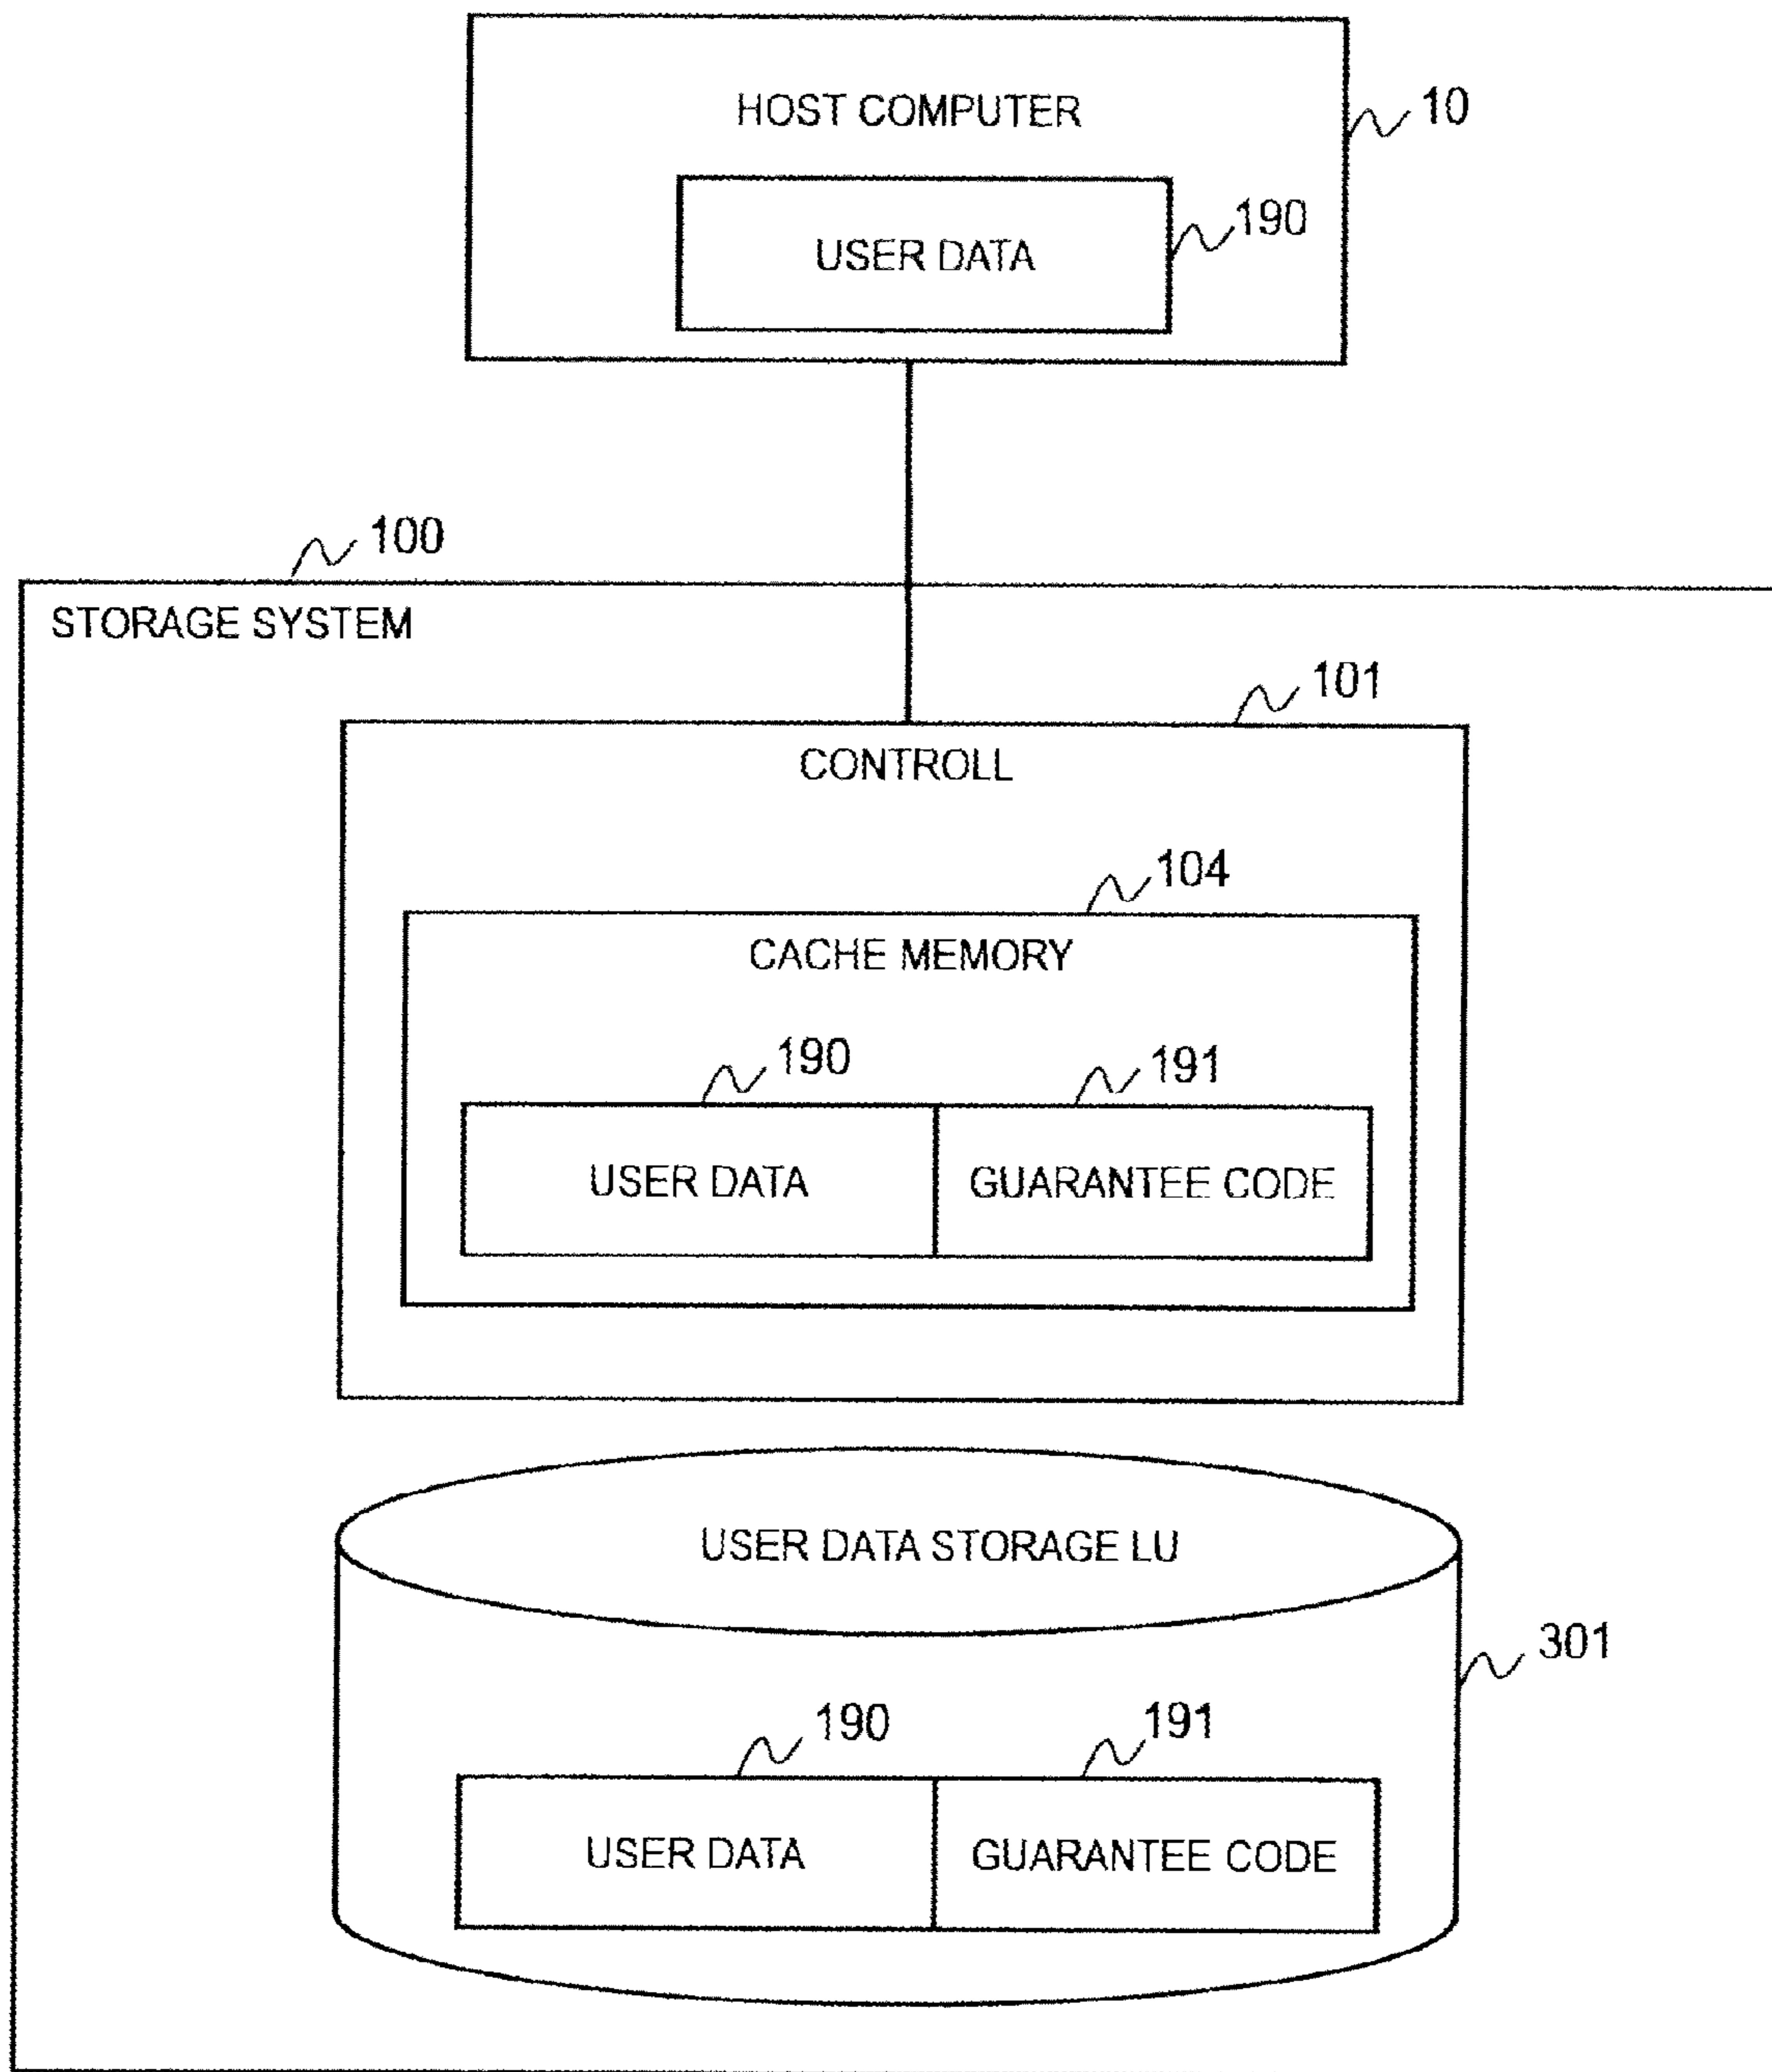 HOST COMPUTER
10
190
USER DATA
100
STORAGE SYSTEM
101
CONTROLL
104
CACHE MEMORY
190
191
USER DATA
GUARANTEE CODE
USER DATA STORAGE LU
301
190
191
USER DATA
GUARANTEE CODE